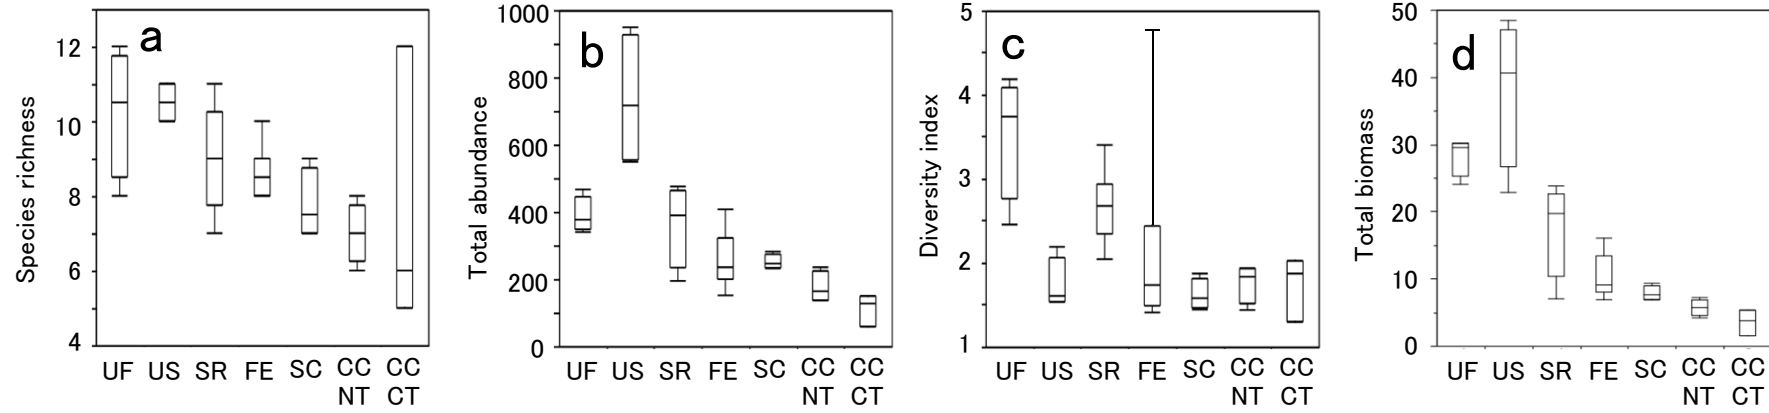 a
Species richness
12
10
8
6
4
UF US SR FE SC CC CC
NT CT
b
Total abundance
1000
800
600
400
200
0
UF US SR FE SC CC CC
NT CT
c
Diversity index
5
4
3
2
1
UF US SR FE SC CC CC
NT CT
d
Total biomass
50
40
30
20
10
0
UF US SR FE SC CC CC
NT CT